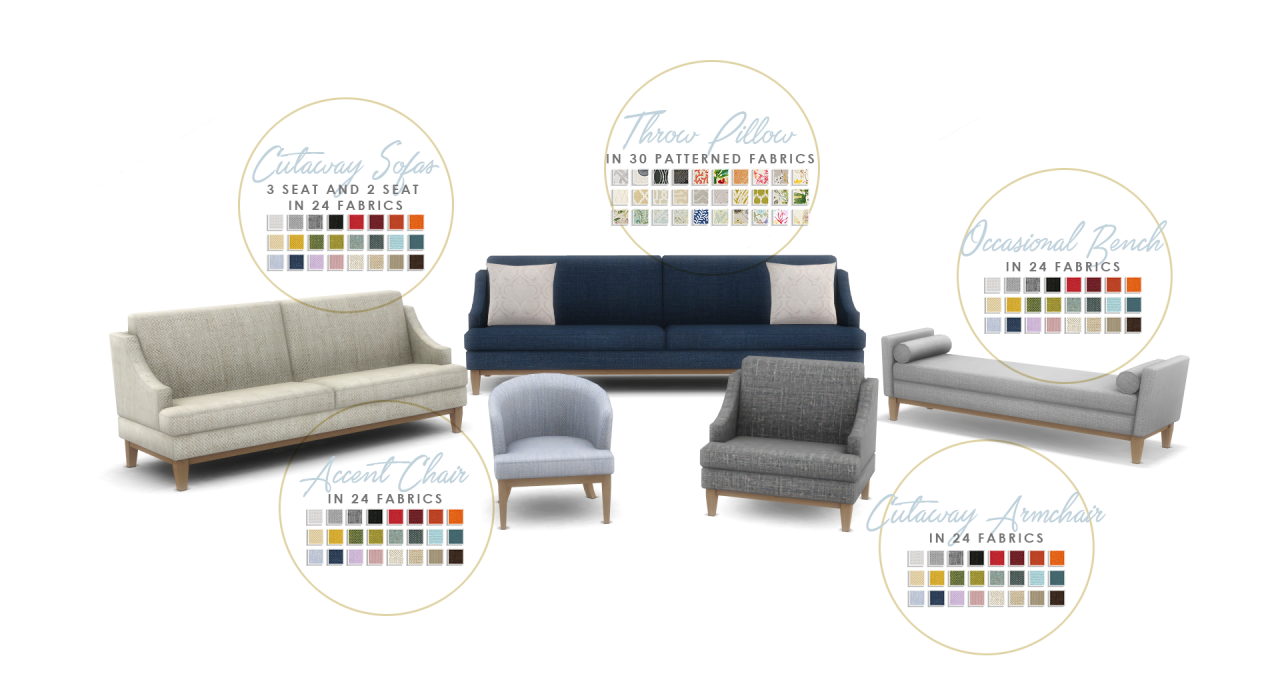 Throw Pillow
IN 30 PATTERNED FABRICS
Cutaway Sofas
3 SEAT AND 2 SEAT
IN 24 FABRICS
Occasional Bench
IN 24 FABRICS
Accent Chair
IN 24 FABRICS
Cutaway Armchair
IN 24 FABRICS